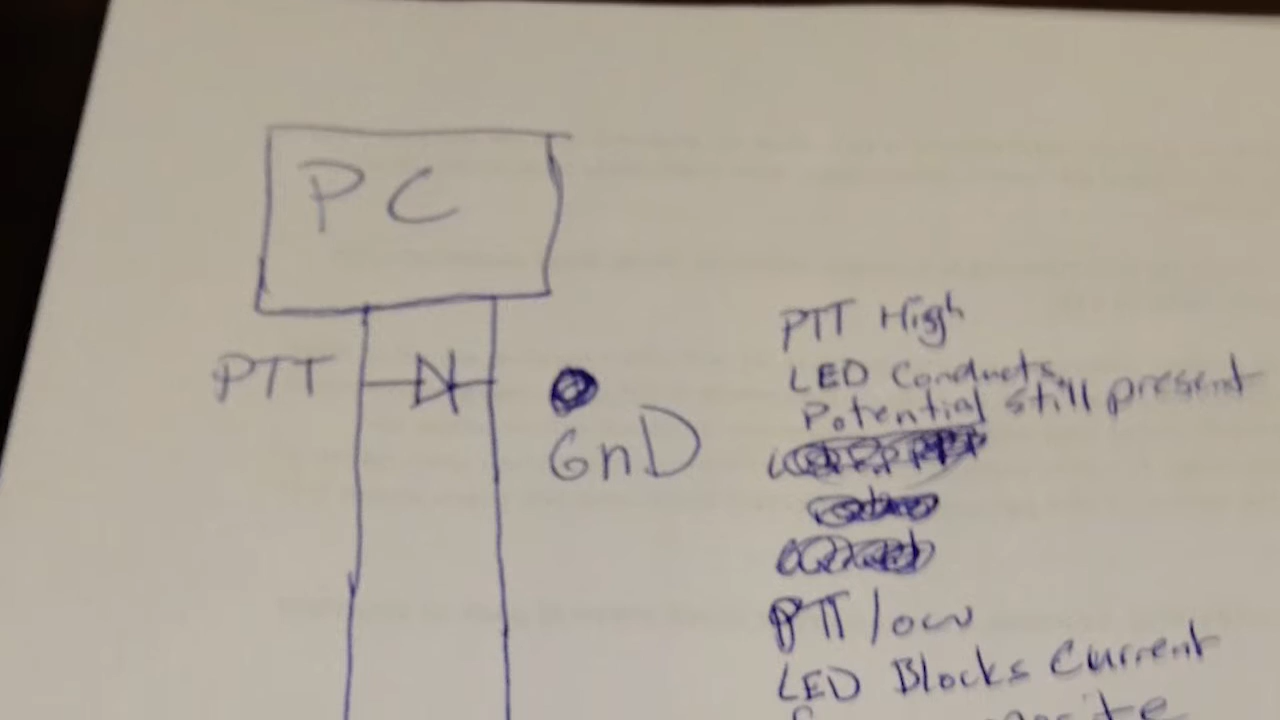 PC
PTT
GnD
PTT High
LED Conducts
Potential still present
PTT low
LED Blocks Current